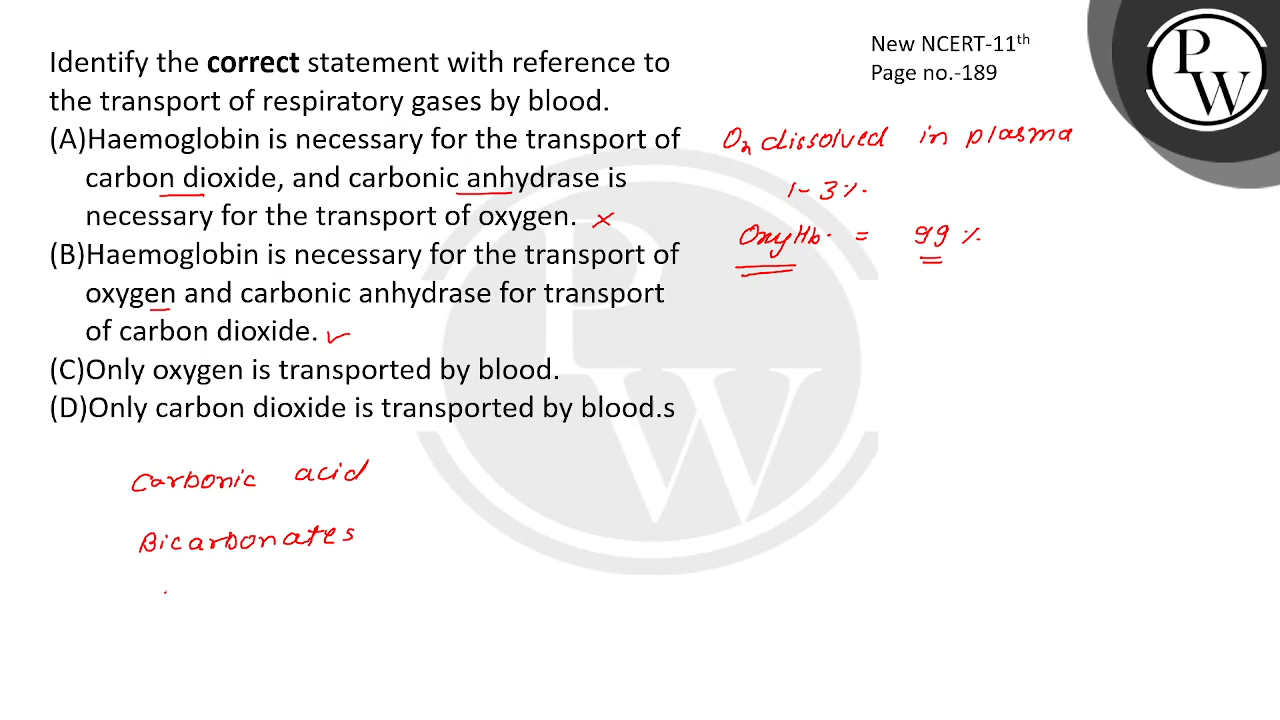 Identify the correct statement with reference to
the transport of respiratory gases by blood.
(A)Haemoglobin is necessary for the transport of
carbon dioxide, and carbonic anhydrase is
necessary for the transport of oxygen. ×
(B)Haemoglobin is necessary for the transport of
oxygen and carbonic anhydrase for transport
of carbon dioxide. ✓
(C)Only oxygen is transported by blood.
(D)Only carbon dioxide is transported by blood.s
Carbonic acid
Bicarbonates
New NCERT-11th
Page no.-189
O2 dissolved in plasma
1-3%.
OxyHb. = 99%
P
W
PW